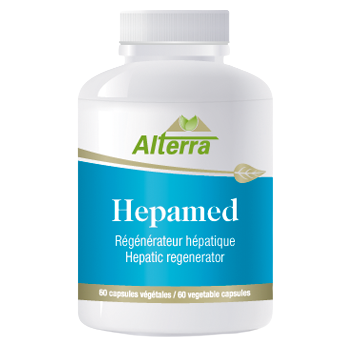 Alterra
Hepamed
Régénérateur hépatique
Hepatic regenerator
60 capsules végétales / 60 vegetable capsules